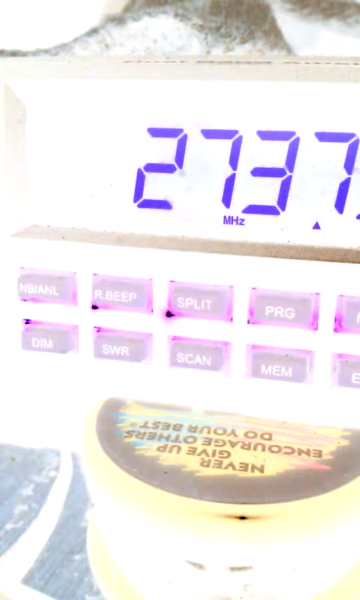 2737
MHz
NB/ANL R.BEEP SPLIT PRG
DIM SWR SCAN MEM
NEVER
GIVE UP
ENCOURAGE OTHERS
DO YOUR BEST